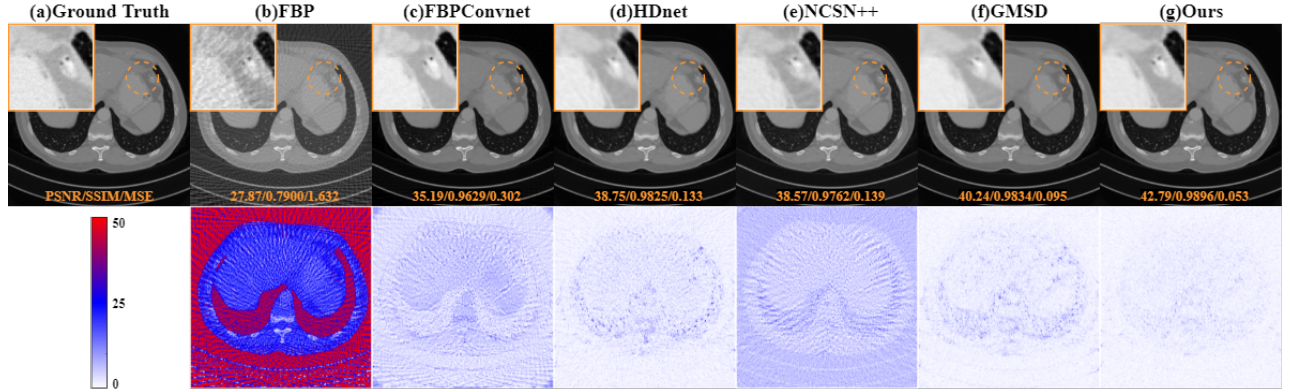 (a)Ground Truth (b)FBP (c)FBPConvnet (d)HDnet (e)NCSN++ (f)GMSD (g)Ours
PSNR/SSIM/MSE 27.87/0.7900/1.632 35.19/0.9629/0.302 38.75/0.9825/0.133 38.57/0.9762/0.139 40.24/0.9834/0.095 42.79/0.9896/0.053
50
25
0